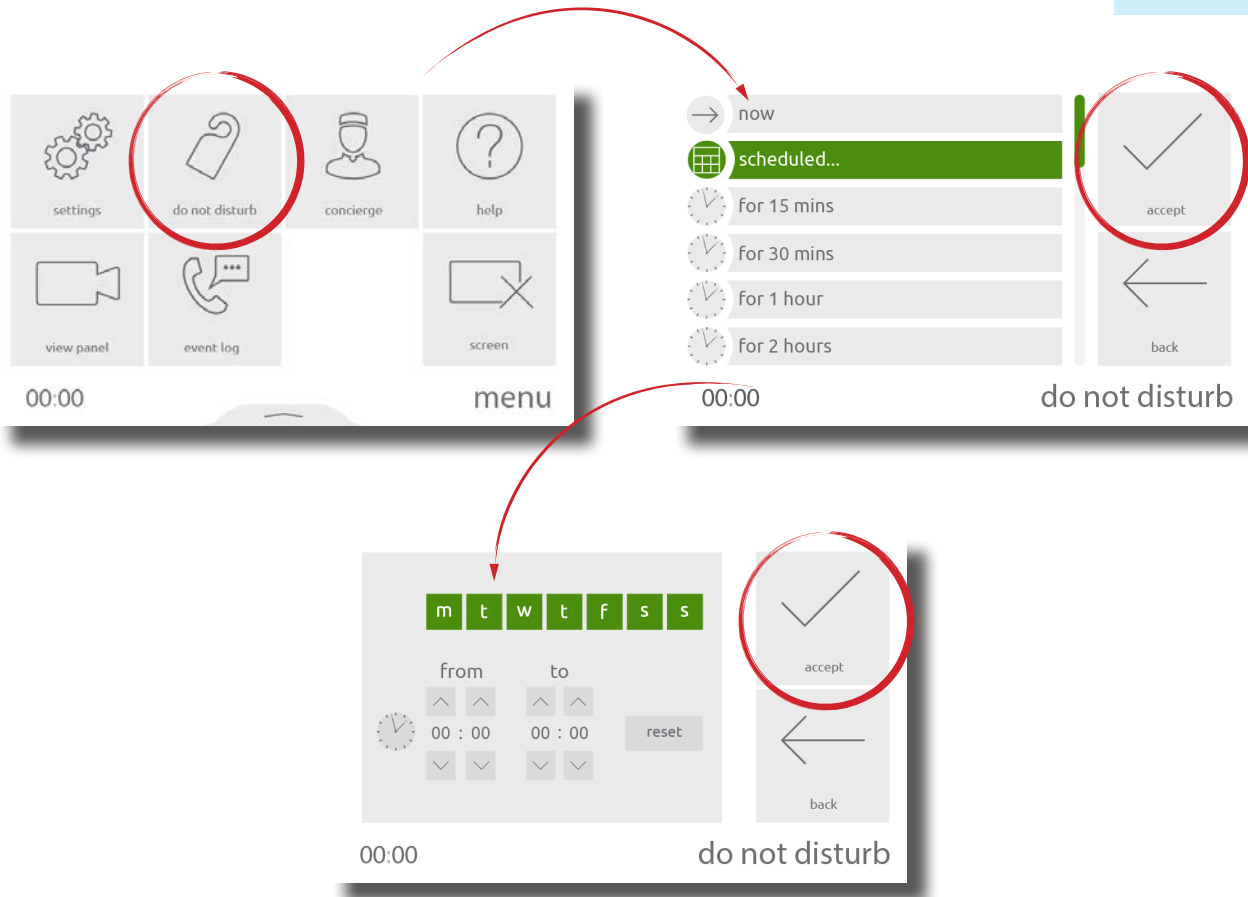 settings
do not disturb
concierge
help
view panel
event log
screen
00:00
menu
now
scheduled...
for 15 mins
for 30 mins
for 1 hour
for 2 hours
accept
back
00:00
do not disturb
m t w t f s s
from to
00 : 00 00 : 00
reset
accept
back
00:00
do not disturb